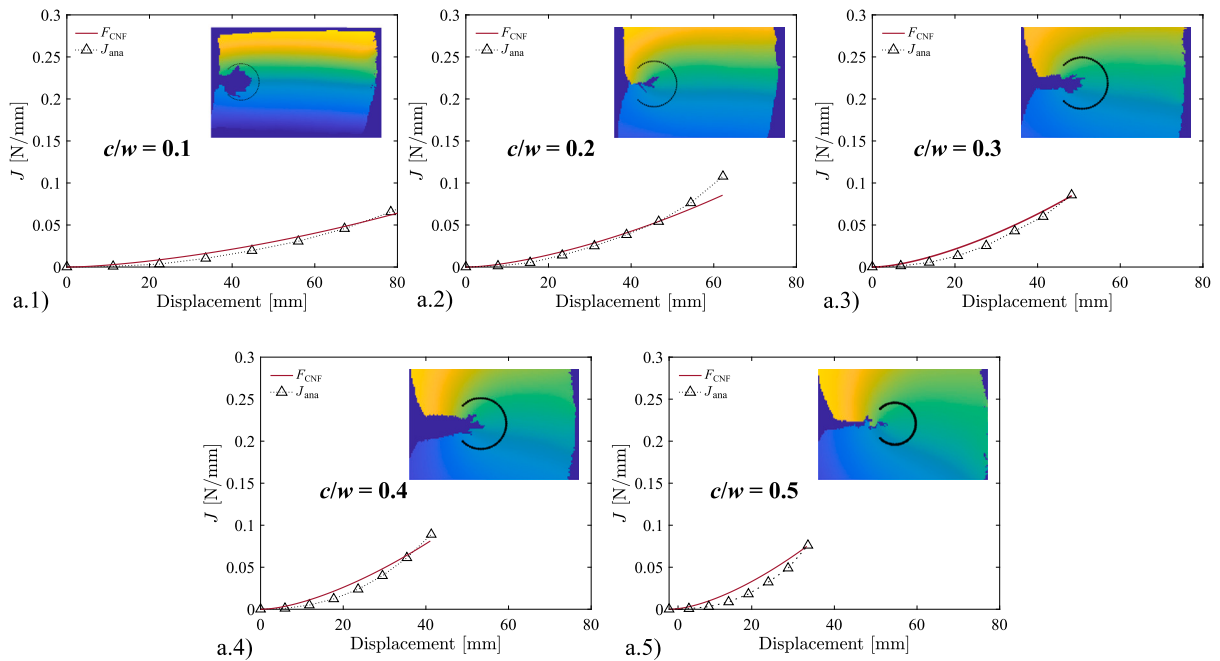 0.3
F_CNF
J_ana
0.25
0.2
0.15
J [N/mm]
c/w = 0.1
0.1
0.05
0
0 20 40 60 80
Displacement [mm]
a.1)
0.3
F_CNF
J_ana
0.25
0.2
0.15
J [N/mm]
c/w = 0.2
0.1
0.05
0
0 20 40 60 80
Displacement [mm]
a.2)
0.3
F_CNF
J_ana
0.25
0.2
0.15
J [N/mm]
c/w = 0.3
0.1
0.05
0
0 20 40 60 80
Displacement [mm]
a.3)
0.3
F_CNF
J_ana
0.25
0.2
0.15
J [N/mm]
c/w = 0.4
0.1
0.05
0
0 20 40 60 80
Displacement [mm]
a.4)
0.3
F_CNF
J_ana
0.25
0.2
0.15
J [N/mm]
c/w = 0.5
0.1
0.05
0
0 0 20 40 60 80
Displacement [mm]
a.5)